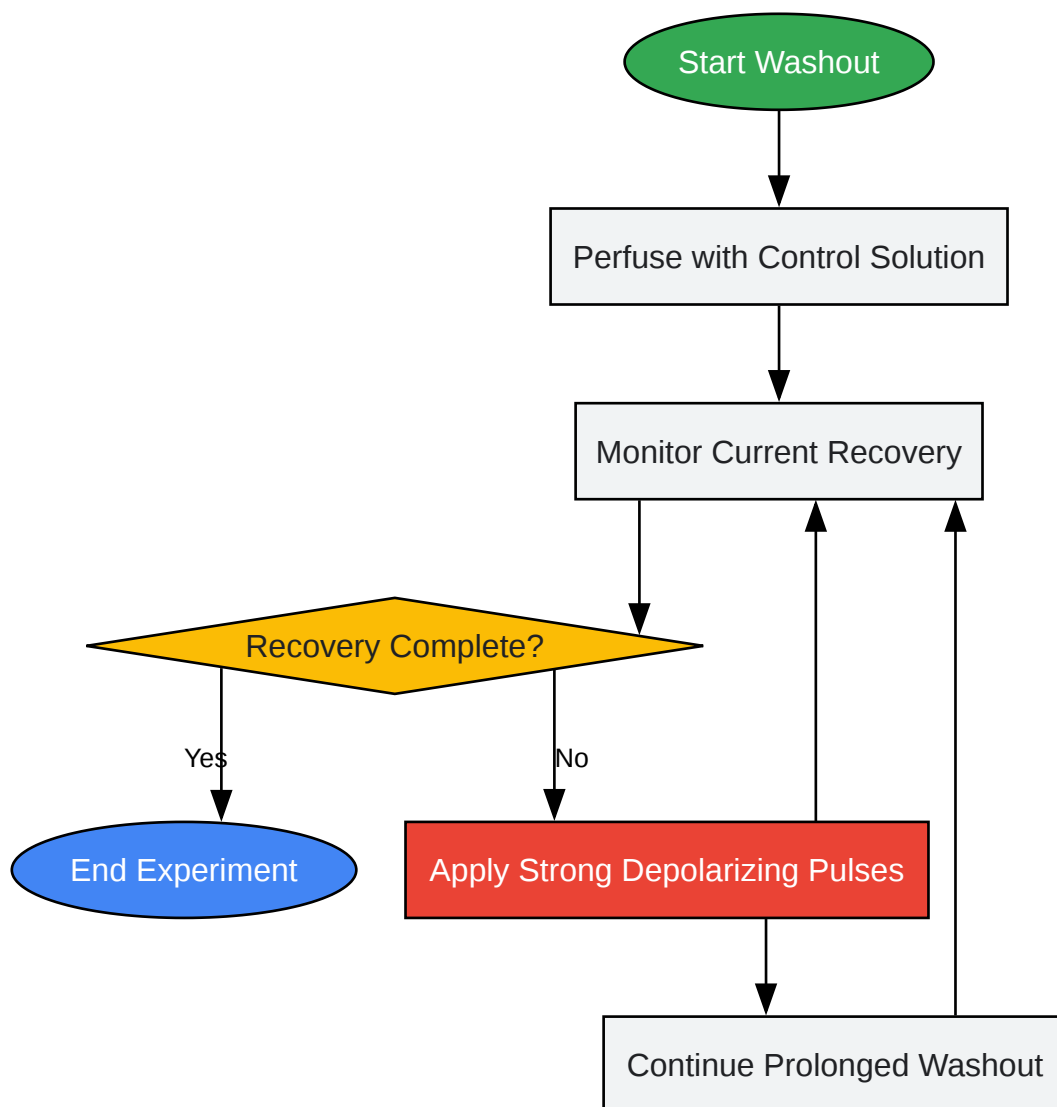 Start Washout
Perfuse with Control Solution
Monitor Current Recovery
Recovery Complete?
Yes
No
End Experiment
Apply Strong Depolarizing Pulses
Continue Prolonged Washout